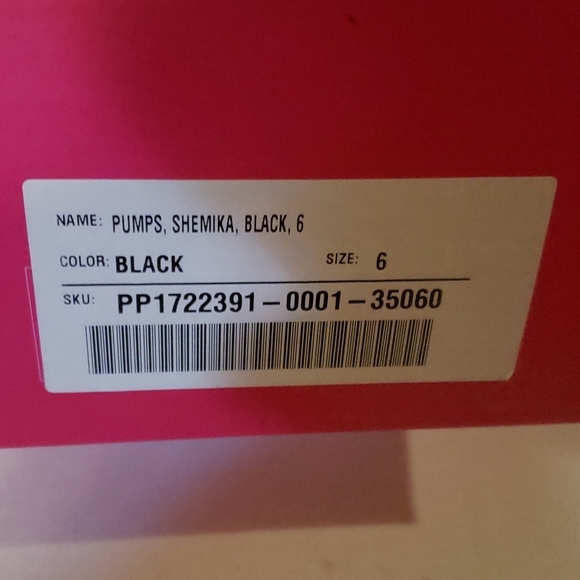 NAME: PUMPS, SHEMIKA, BLACK, 6
COLOR: BLACK SIZE: 6
SKU: PP1722391-0001-35060